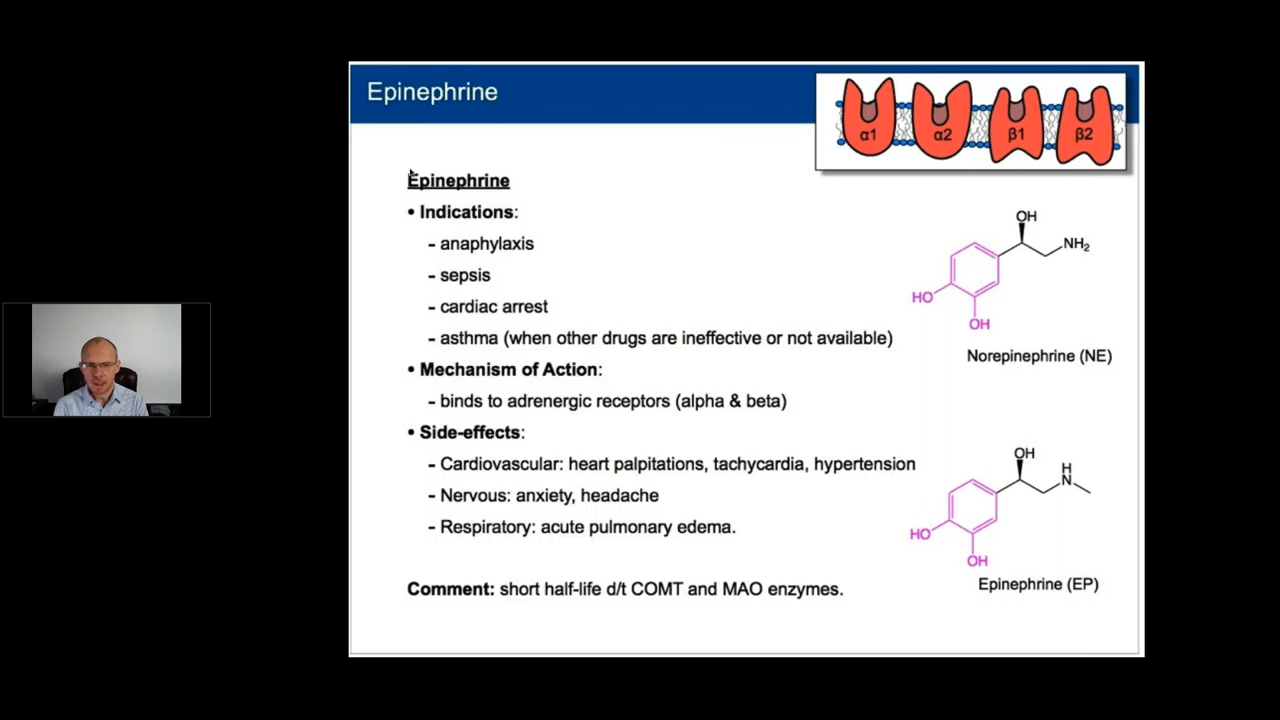 Epinephrine
α1 α2 β1 β2
Epinephrine
• Indications:
- anaphylaxis
- sepsis
- cardiac arrest
- asthma (when other drugs are ineffective or not available)
• Mechanism of Action:
- binds to adrenergic receptors (alpha & beta)
• Side-effects:
- Cardiovascular: heart palpitations, tachycardia, hypertension
- Nervous: anxiety, headache
- Respiratory: acute pulmonary edema.
Comment: short half-life d/t COMT and MAO enzymes.
OH
NH2
HO
OH
Norepinephrine (NE)
OH
H
N
HO
OH
Epinephrine (EP)